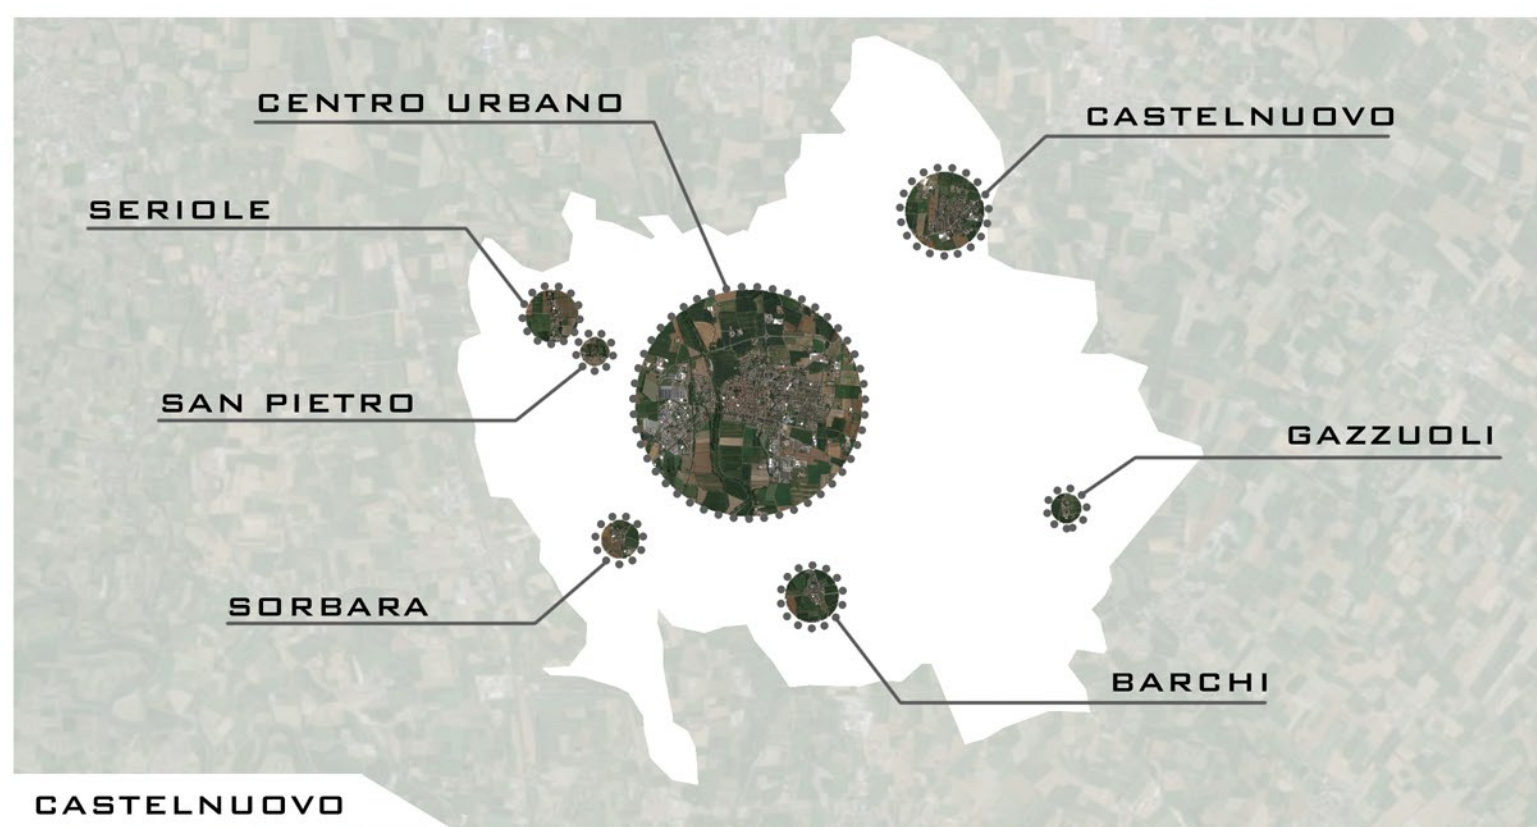 CENTRO URBANO
CASTELNUOVO
SERIOLE
SAN PIETRO
GAZZUOLI
SORBARA
BARCHI
CASTELNUOVO